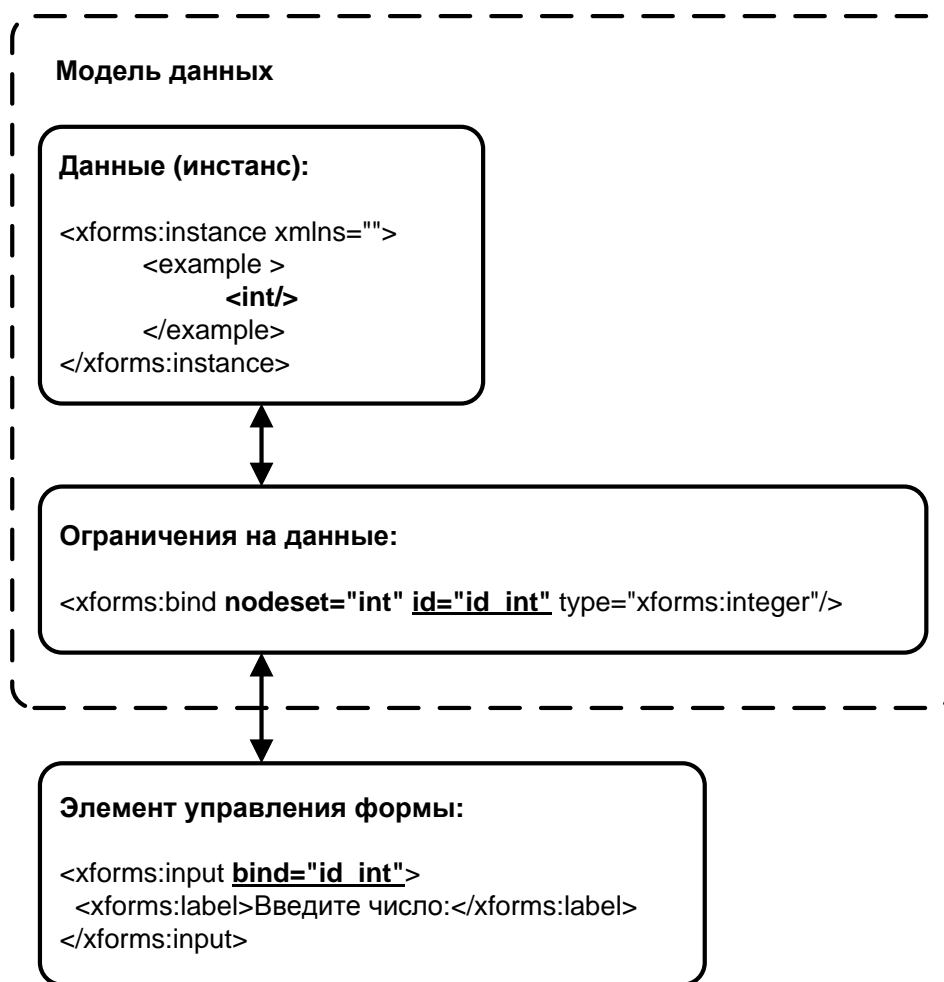 Модель данных
Данные (инстанс):
<xforms:instance xmlns="">
<example >
<int/>
</example>
</xforms:instance>
Ограничения на данные:
<xforms:bind nodeset="int" id="id_int" type="xforms:integer"/>
Элемент управления формы:
<xforms:input bind="id_int">
<xforms:label>Введите число:</xforms:label>
</xforms:input>